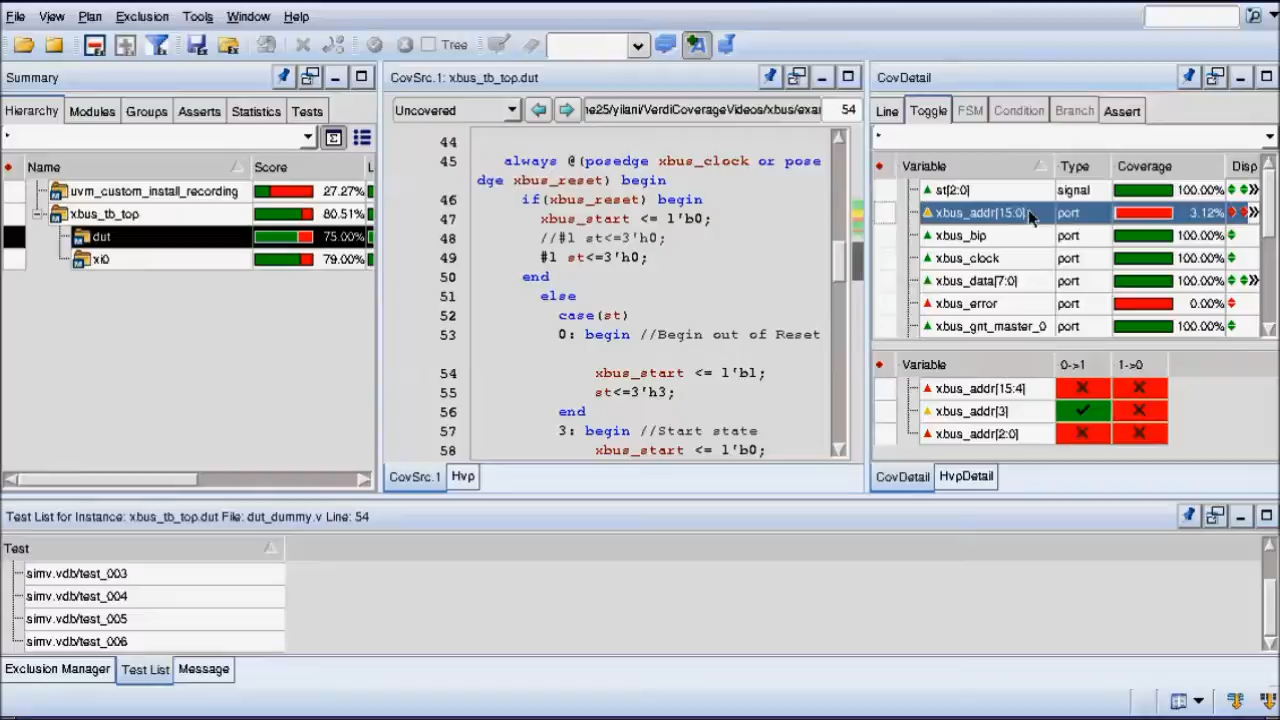 File View Plan Exclusion Tools Window Help
Tree
Summary
Hierarchy Modules Groups Asserts Statistics Tests
*
Name Score L
uvm_custom_install_recording 27.27%
xbus_tb_top 80.51%
dut 75.00%
xi0 79.00%
CovSrc.1: xbus_tb_top.dut
Uncovered ie25/yilani/VerdiCoverageVideos/xbus/exar 54
44
45 always @(posedge xbus_clock or pose
dge xbus_reset) begin
46 if(xbus_reset) begin
47 xbus_start <= 1'b0;
48 //#1 st<=3'h0;
49 #1 st<=3'h0;
50 end
51 else
52 case(st)
53 0: begin //Begin out of Reset
54 xbus_start <= 1'b1;
55 st<=3'h3;
56 end
57 3: begin //Start state
58 xbus_start <= 1'b0;
CovSrc.1 Hvp
CovDetail
Line Toggle FSM Condition Branch Assert
*
Variable Type Coverage Disp
st[2:0] signal 100.00%
xbus_addr[15:0] port 3.12%
xbus_bip port 100.00%
xbus_clock port 100.00%
xbus_data[7:0] port 100.00%
xbus_error port 0.00%
xbus_gnt_master_0 port 100.00%
Variable 0->1 1->0
xbus_addr[15:4]
xbus_addr[3]
xbus_addr[2:0]
CovDetail HvpDetail
Test List for Instance: xbus_tb_top.dut File: dut_dummy.v Line: 54
Test
simv.vdb/test_003
simv.vdb/test_004
simv.vdb/test_005
simv.vdb/test_006
Exclusion Manager Test List Message